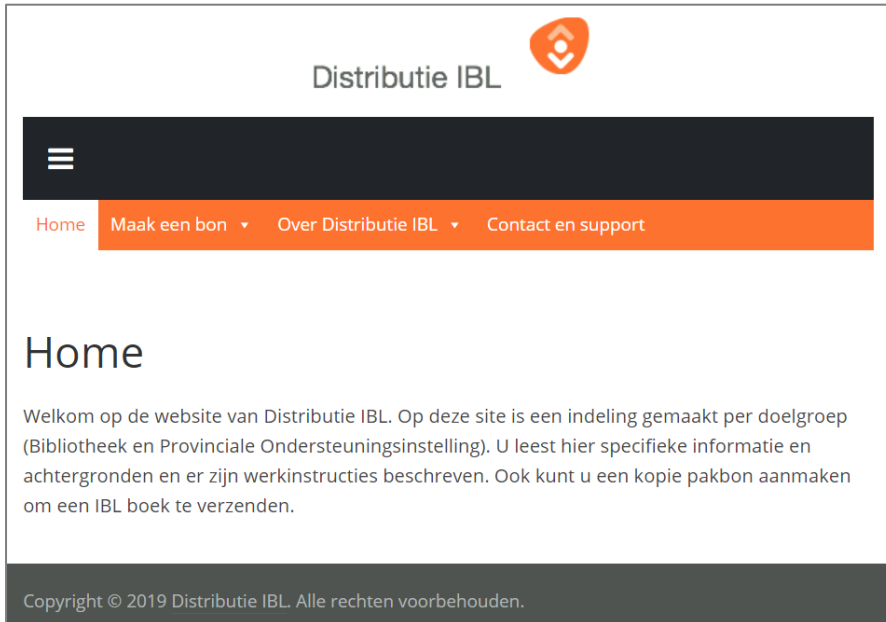 Distributie IBL
Home Maak een bon Over Distributie IBL Contact en support
Home
Welkom op de website van Distributie IBL. Op deze site is een indeling gemaakt per doelgroep
(Bibliotheek en Provinciale Ondersteuningsinstelling). U leest hier specifieke informatie en
achtergronden en er zijn werkinstructies beschreven. Ook kunt u een kopie pakbon aanmaken
om een IBL boek te verzenden.
Copyright © 2019 Distributie IBL. Alle rechten voorbehouden.